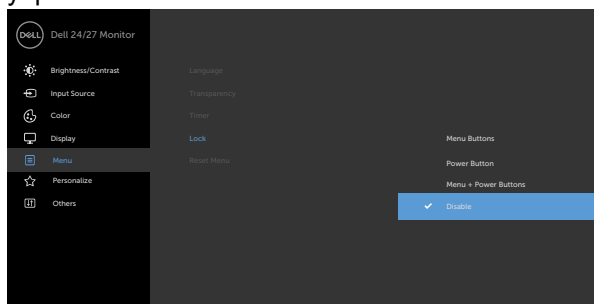 DELL Dell 24/27 Monitor
Brightness/Contrast
Input Source
Color
Display
Menu
Personalize
Others
Language
Transparency
Timer
Lock
Reset Menu
Menu Buttons
Power Button
Menu + Power Buttons
Disable